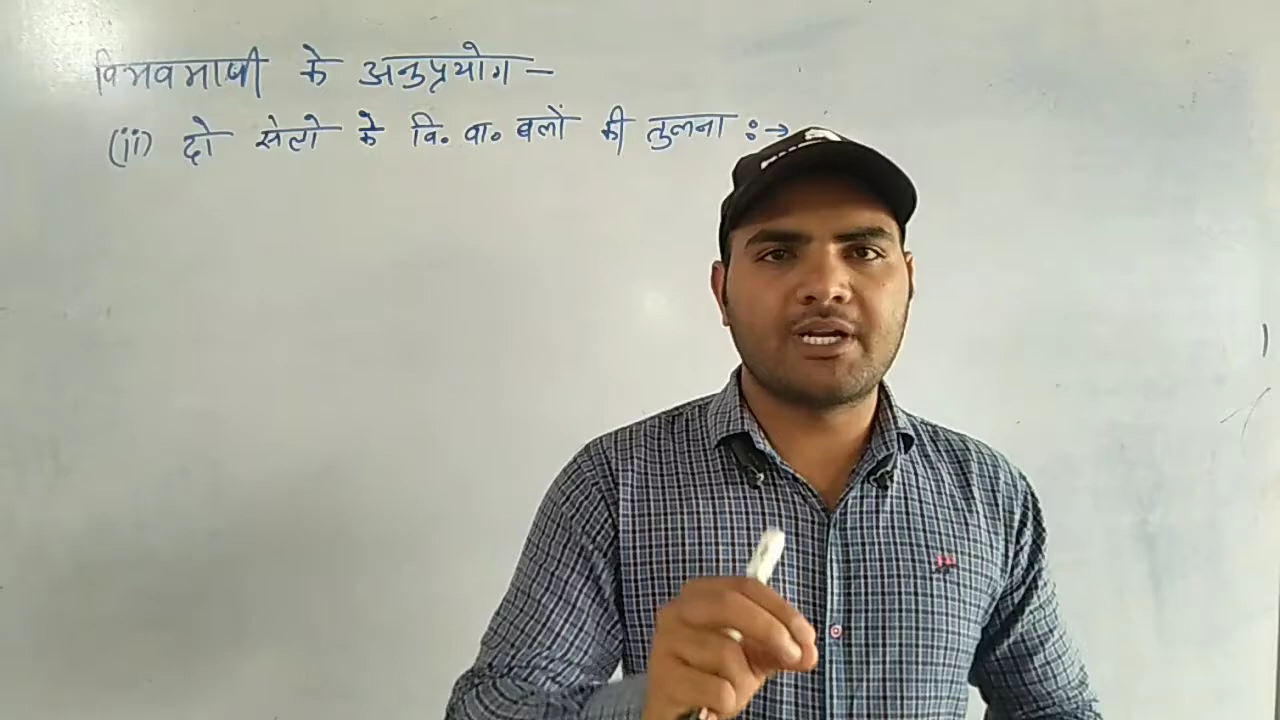 विभवमापी के अनुप्रयोग –
(ii) दो सेलो के वि. वा. बलों की तुलना :→